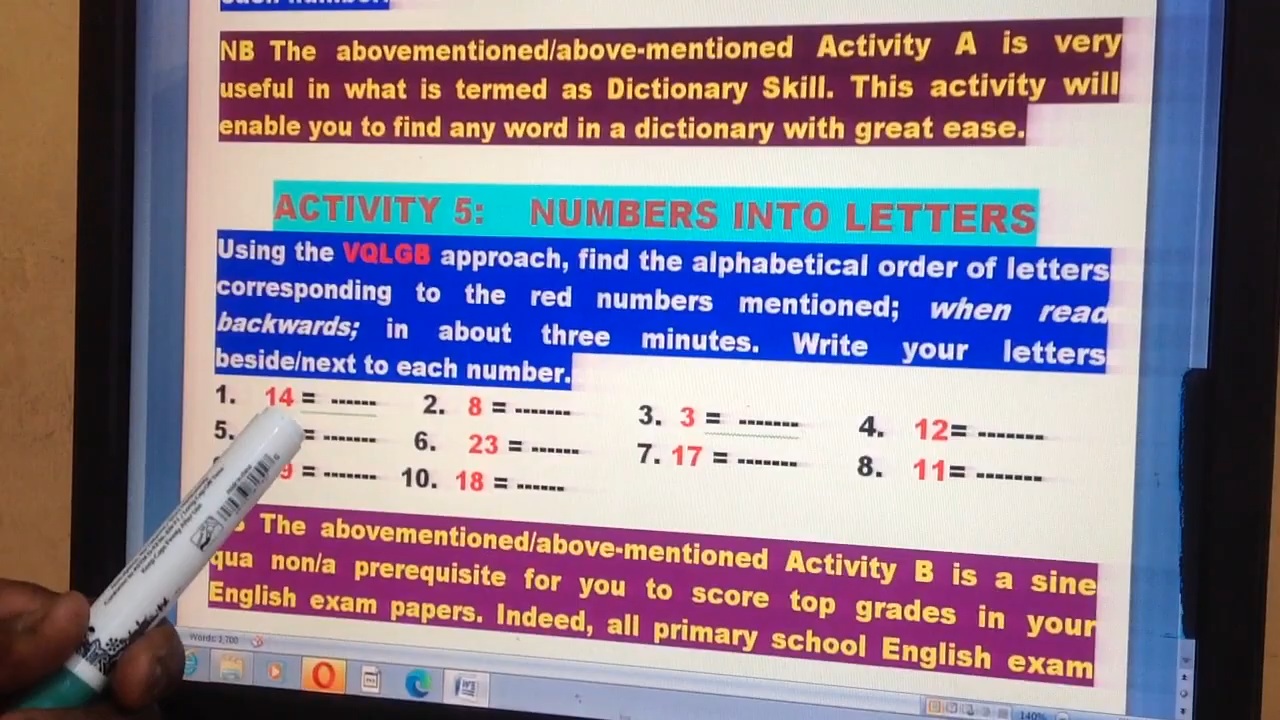 NB The abovementioned/above-mentioned Activity A is very
useful in what is termed as Dictionary Skill. This activity will
enable you to find any word in a dictionary with great ease.
ACTIVITY 5: NUMBERS INTO LETTERS
Using the VQLGB approach, find the alphabetical order of letters
corresponding to the red numbers mentioned; when read
backwards; in about three minutes. Write your letters
beside/next to each number.
1. 14 = ------ 2. 8 = ------- 3. 3 = ------- 4. 12= --------
5. = ------- 6. 23 = ------ 7. 17 = ------- 8. 11= --------
9 = ------- 10. 18 = ------
The abovementioned/above-mentioned Activity B is a sine
qua non/a prerequisite for you to score top grades in your
English exam papers. Indeed, all primary school English exam
Words: 2,700
140%